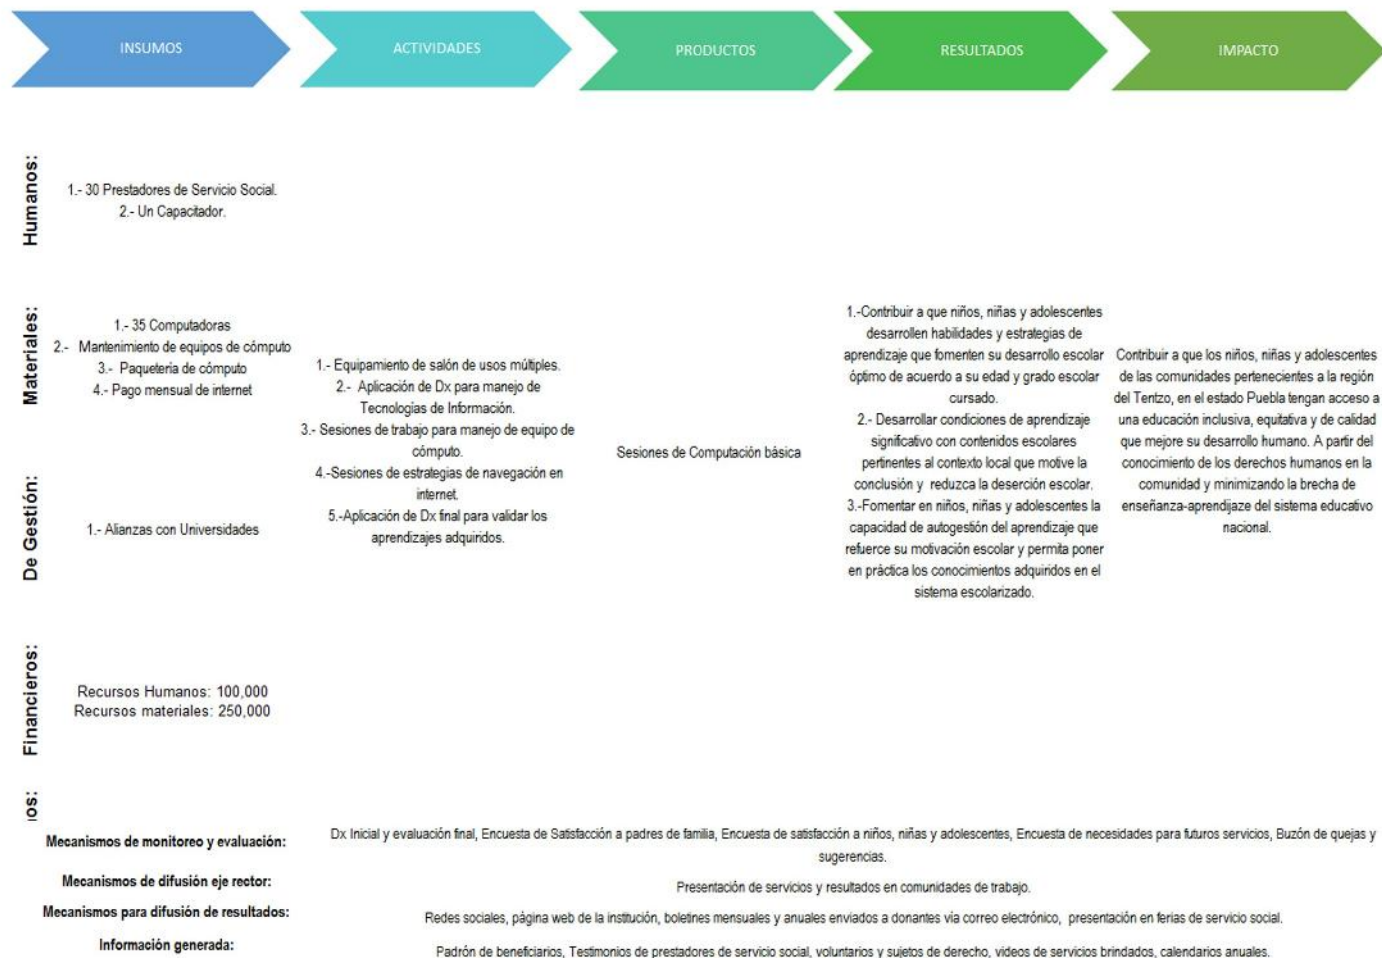 INSUMOS
ACTIVIDADES
PRODUCTOS
RESULTADOS
IMPACTO
Humanos:
1.- 30 Prestadores de Servicio Social.
2.- Un Capacitador.
Materiales:
1.- 35 Computadoras
2.- Mantenimiento de equipos de cómputo
3.- Paqueteria de cómputo
4.- Pago mensual de internet
De Gestión:
1.- Alianzas con Universidades
Financieros:
Recursos Humanos: 100,000
Recursos materiales: 250,000
1.- Equipamiento de salón de usos múltiples.
2.- Aplicación de Dx para manejo de
Tecnologías de Información.
3.- Sesiones de trabajo para manejo de equipo de
cómputo.
4.-Sesiones de estrategias de navegación en
internet.
5.-Aplicación de Dx final para validar los
aprendizajes adquiridos.
Sesiones de Computación básica
1.-Contribuir a que niños, niñas y adolescentes
desarrollen habilidades y estrategias de
aprendizaje que fomenten su desarrollo escolar
óptimo de acuerdo a su edad y grado escolar
cursado.
2.- Desarrollar condiciones de aprendizaje
significativo con contenidos escolares
pertinentes al contexto local que motive la
conclusión y reduzca la deserción escolar.
3.-Fomentar en niños, niñas y adolescentes la
capacidad de autogestión del aprendizaje que
refuerce su motivación escolar y permita poner
en práctica los conocimientos adquiridos en el
sistema escolarizado.
Contribuir a que los niños, niñas y adolescentes
de las comunidades pertenecientes a la región
del Tentzo, en el estado Puebla tengan acceso a
una educación inclusiva, equitativa y de calidad
que mejore su desarrollo humano. A partir del
conocimiento de los derechos humanos en la
comunidad y minimizando la brecha de
enseñanza-aprendijaze del sistema educativo
nacional.
ios:
Mecanismos de monitoreo y evaluación:
Dx Inicial y evaluación final, Encuesta de Satisfacción a padres de familia, Encuesta de satisfacción a niños, niñas y adolescentes, Encuesta de necesidades para futuros servicios, Buzón de quejas y
sugerencias.
Mecanismos de difusión eje rector:
Presentación de servicios y resultados en comunidades de trabajo.
Mecanismos para difusión de resultados:
Redes sociales, página web de la institución, boletines mensuales y anuales enviados a donantes vía correo electrónico, presentación en ferias de servicio social.
Información generada:
Padrón de beneficiarios, Testimonios de prestadores de servicio social, voluntarios y sujetos de derecho, videos de servicios brindados, calendarios anuales.